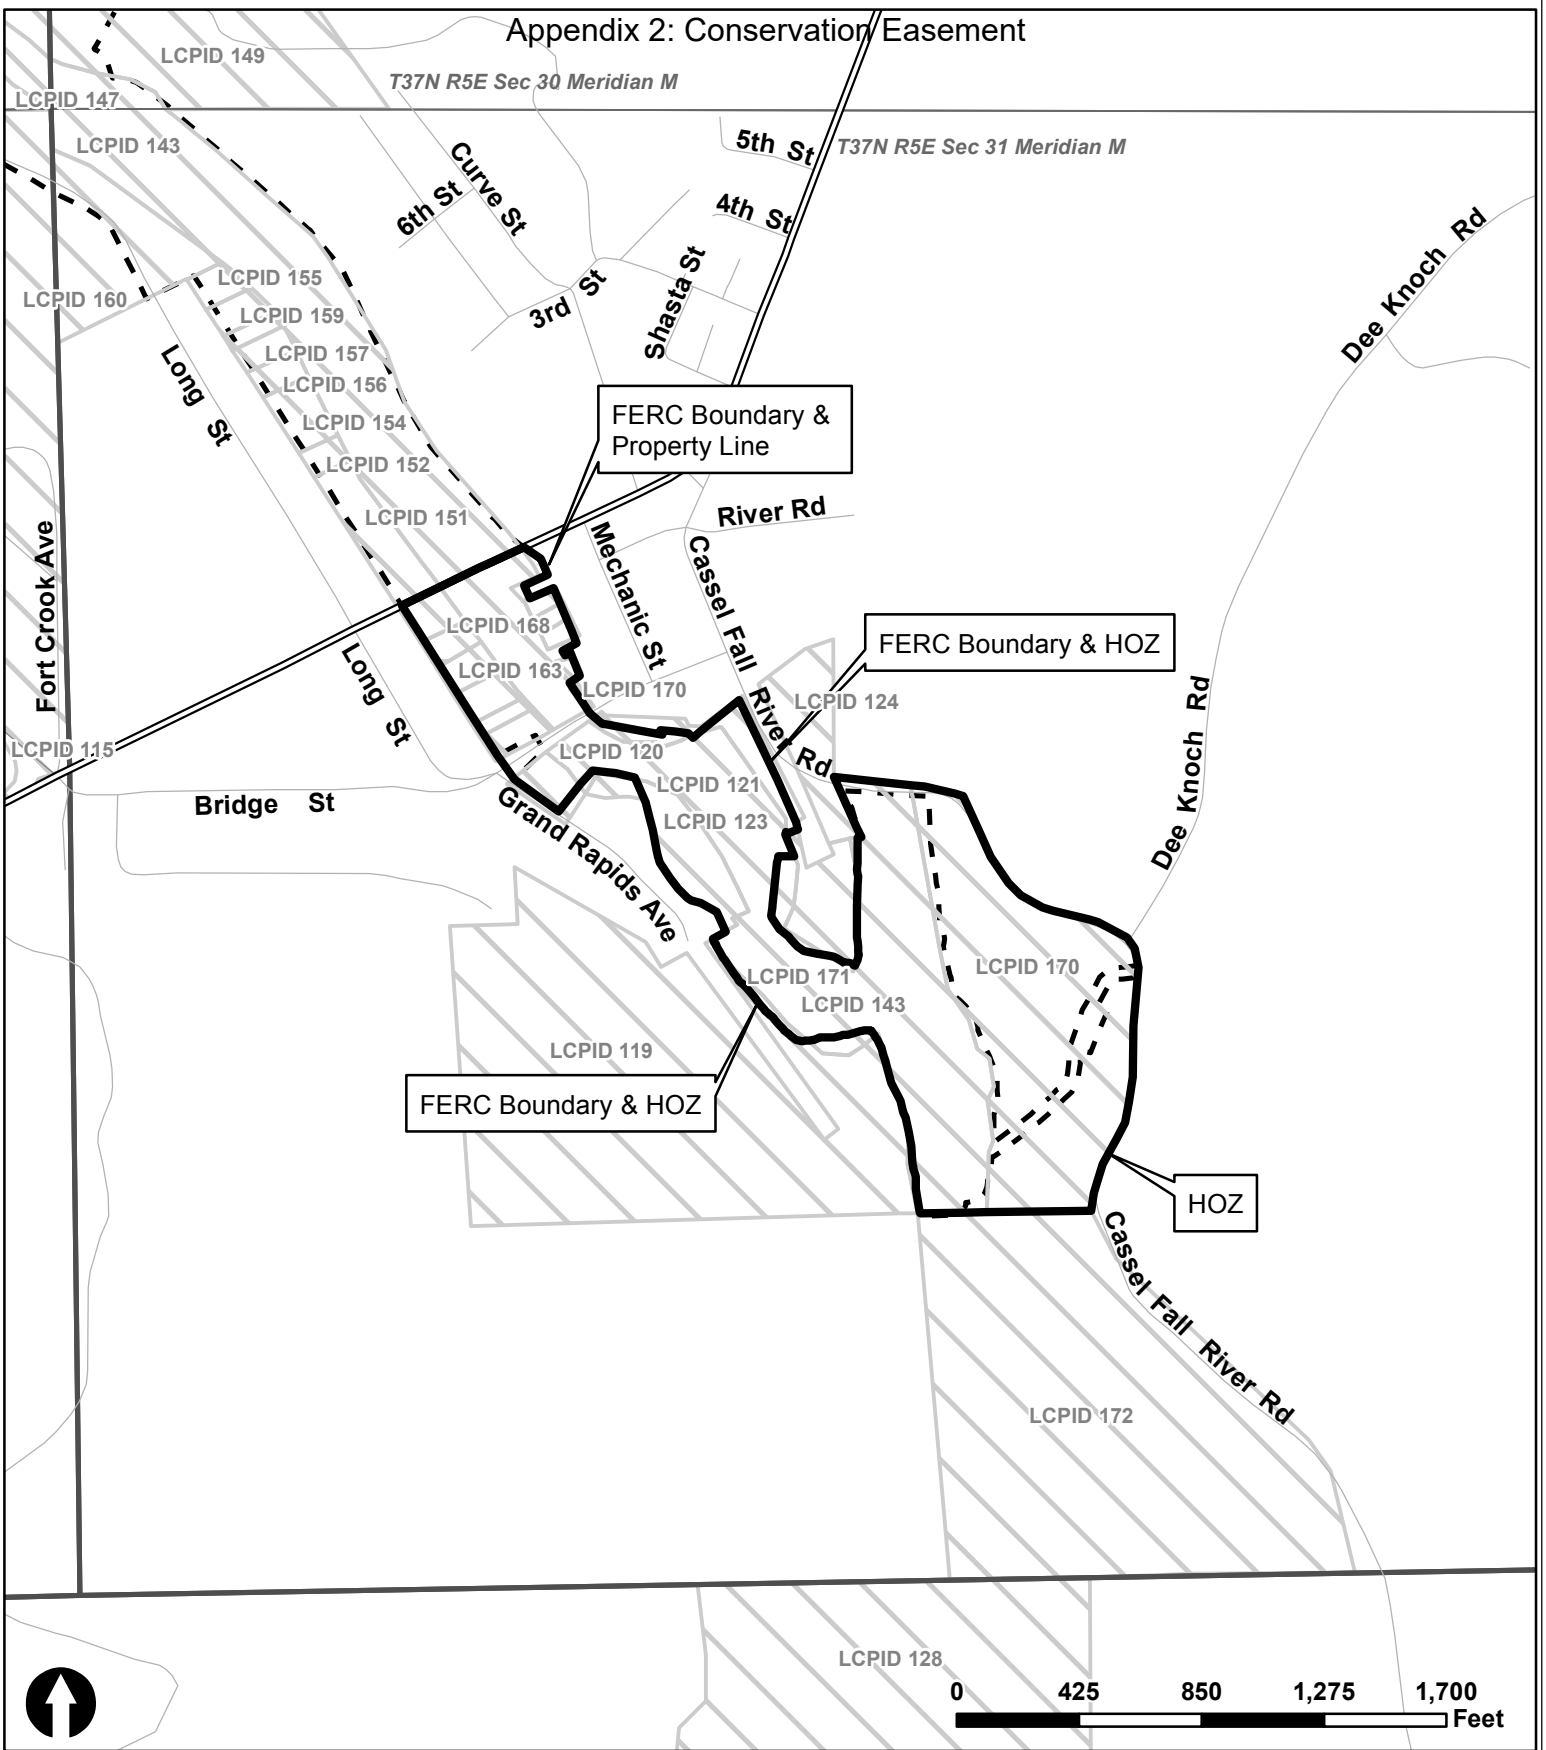 Appendix 2: Conservation Easement
LCPID 149
T37N R5E Sec 30 Meridian M
LCPID 147
LCPID 143
5th St
T37N R5E Sec 31 Meridian M
Curve St
6th St
4th St
Shasta St
3rd St
Dee Knoch Rd
LCPID 155
LCPID 160
LCPID 159
LCPID 157
LCPID 156
LCPID 154
LCPID 152
LCPID 151
Long St
FERC Boundary &
Property Line
River Rd
Mechanic St
Cassel Fall River Rd
Fort Crook Ave
LCPID 168
LCPID 163
LCPID 170
FERC Boundary & HOZ
LCPID 124
Long St
LCPID 115
LCPID 120
LCPID 121
LCPID 123
Bridge St
Grand Rapids Ave
Dee Knoch Rd
LCPID 171
LCPID 170
LCPID 143
LCPID 119
FERC Boundary & HOZ
HOZ
Cassel Fall River Rd
LCPID 172
LCPID 128
0 425 850 1,275 1,700
Feet